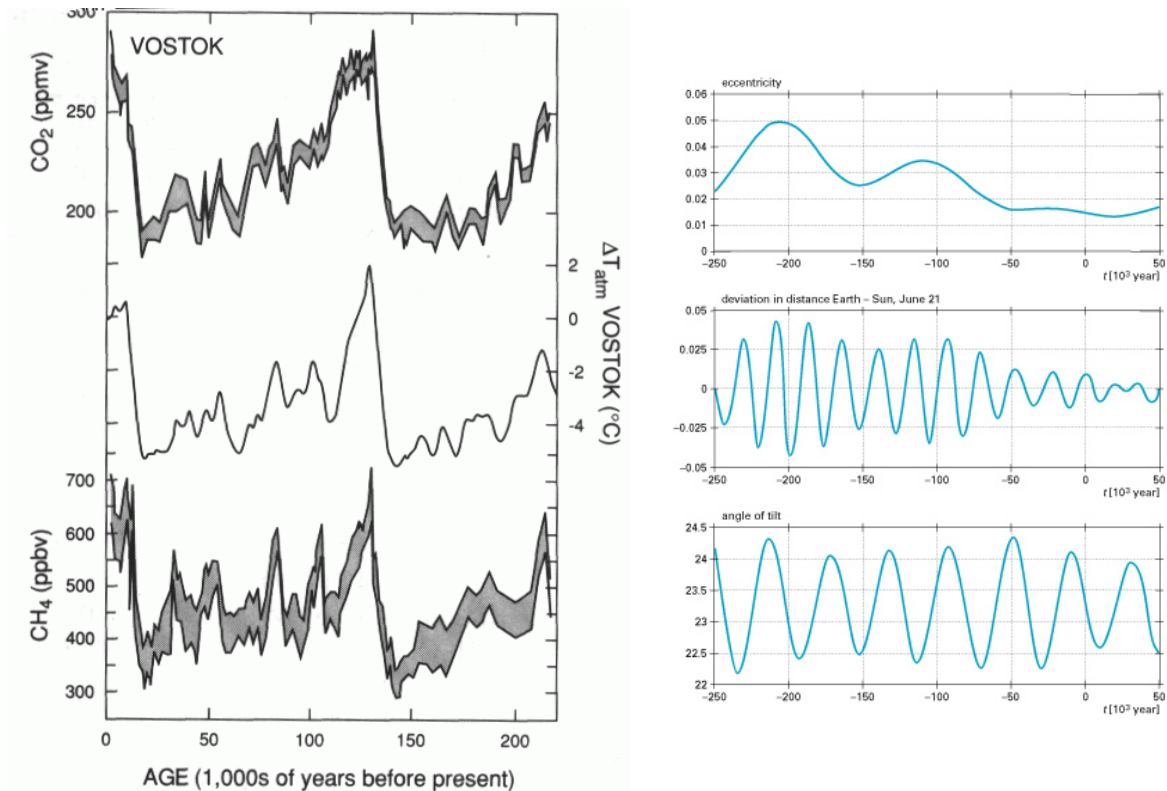 300
VOSTOK
250
200
CO₂ (ppmv)
2
0
-2
-4
ΔTatm VOSTOK (°C)
700
600
500
400
300
CH₄ (ppbv)
0 50 100 150 200
AGE (1,000s of years before present)
eccentricity
0.06
0.05
0.04
0.03
0.02
0.01
0
−250 −200 −150 −100 −50 0 50
t [10³ year]
deviation in distance Earth – Sun, June 21
0.05
0.025
0
−0.025
−0.05
−250 −200 −150 −100 −50 0 50
t [10³ year]
angle of tilt
24.5
24
23.5
23
22.5
22
−250 −200 −150 −100 −50 0 50
t [10³ year]